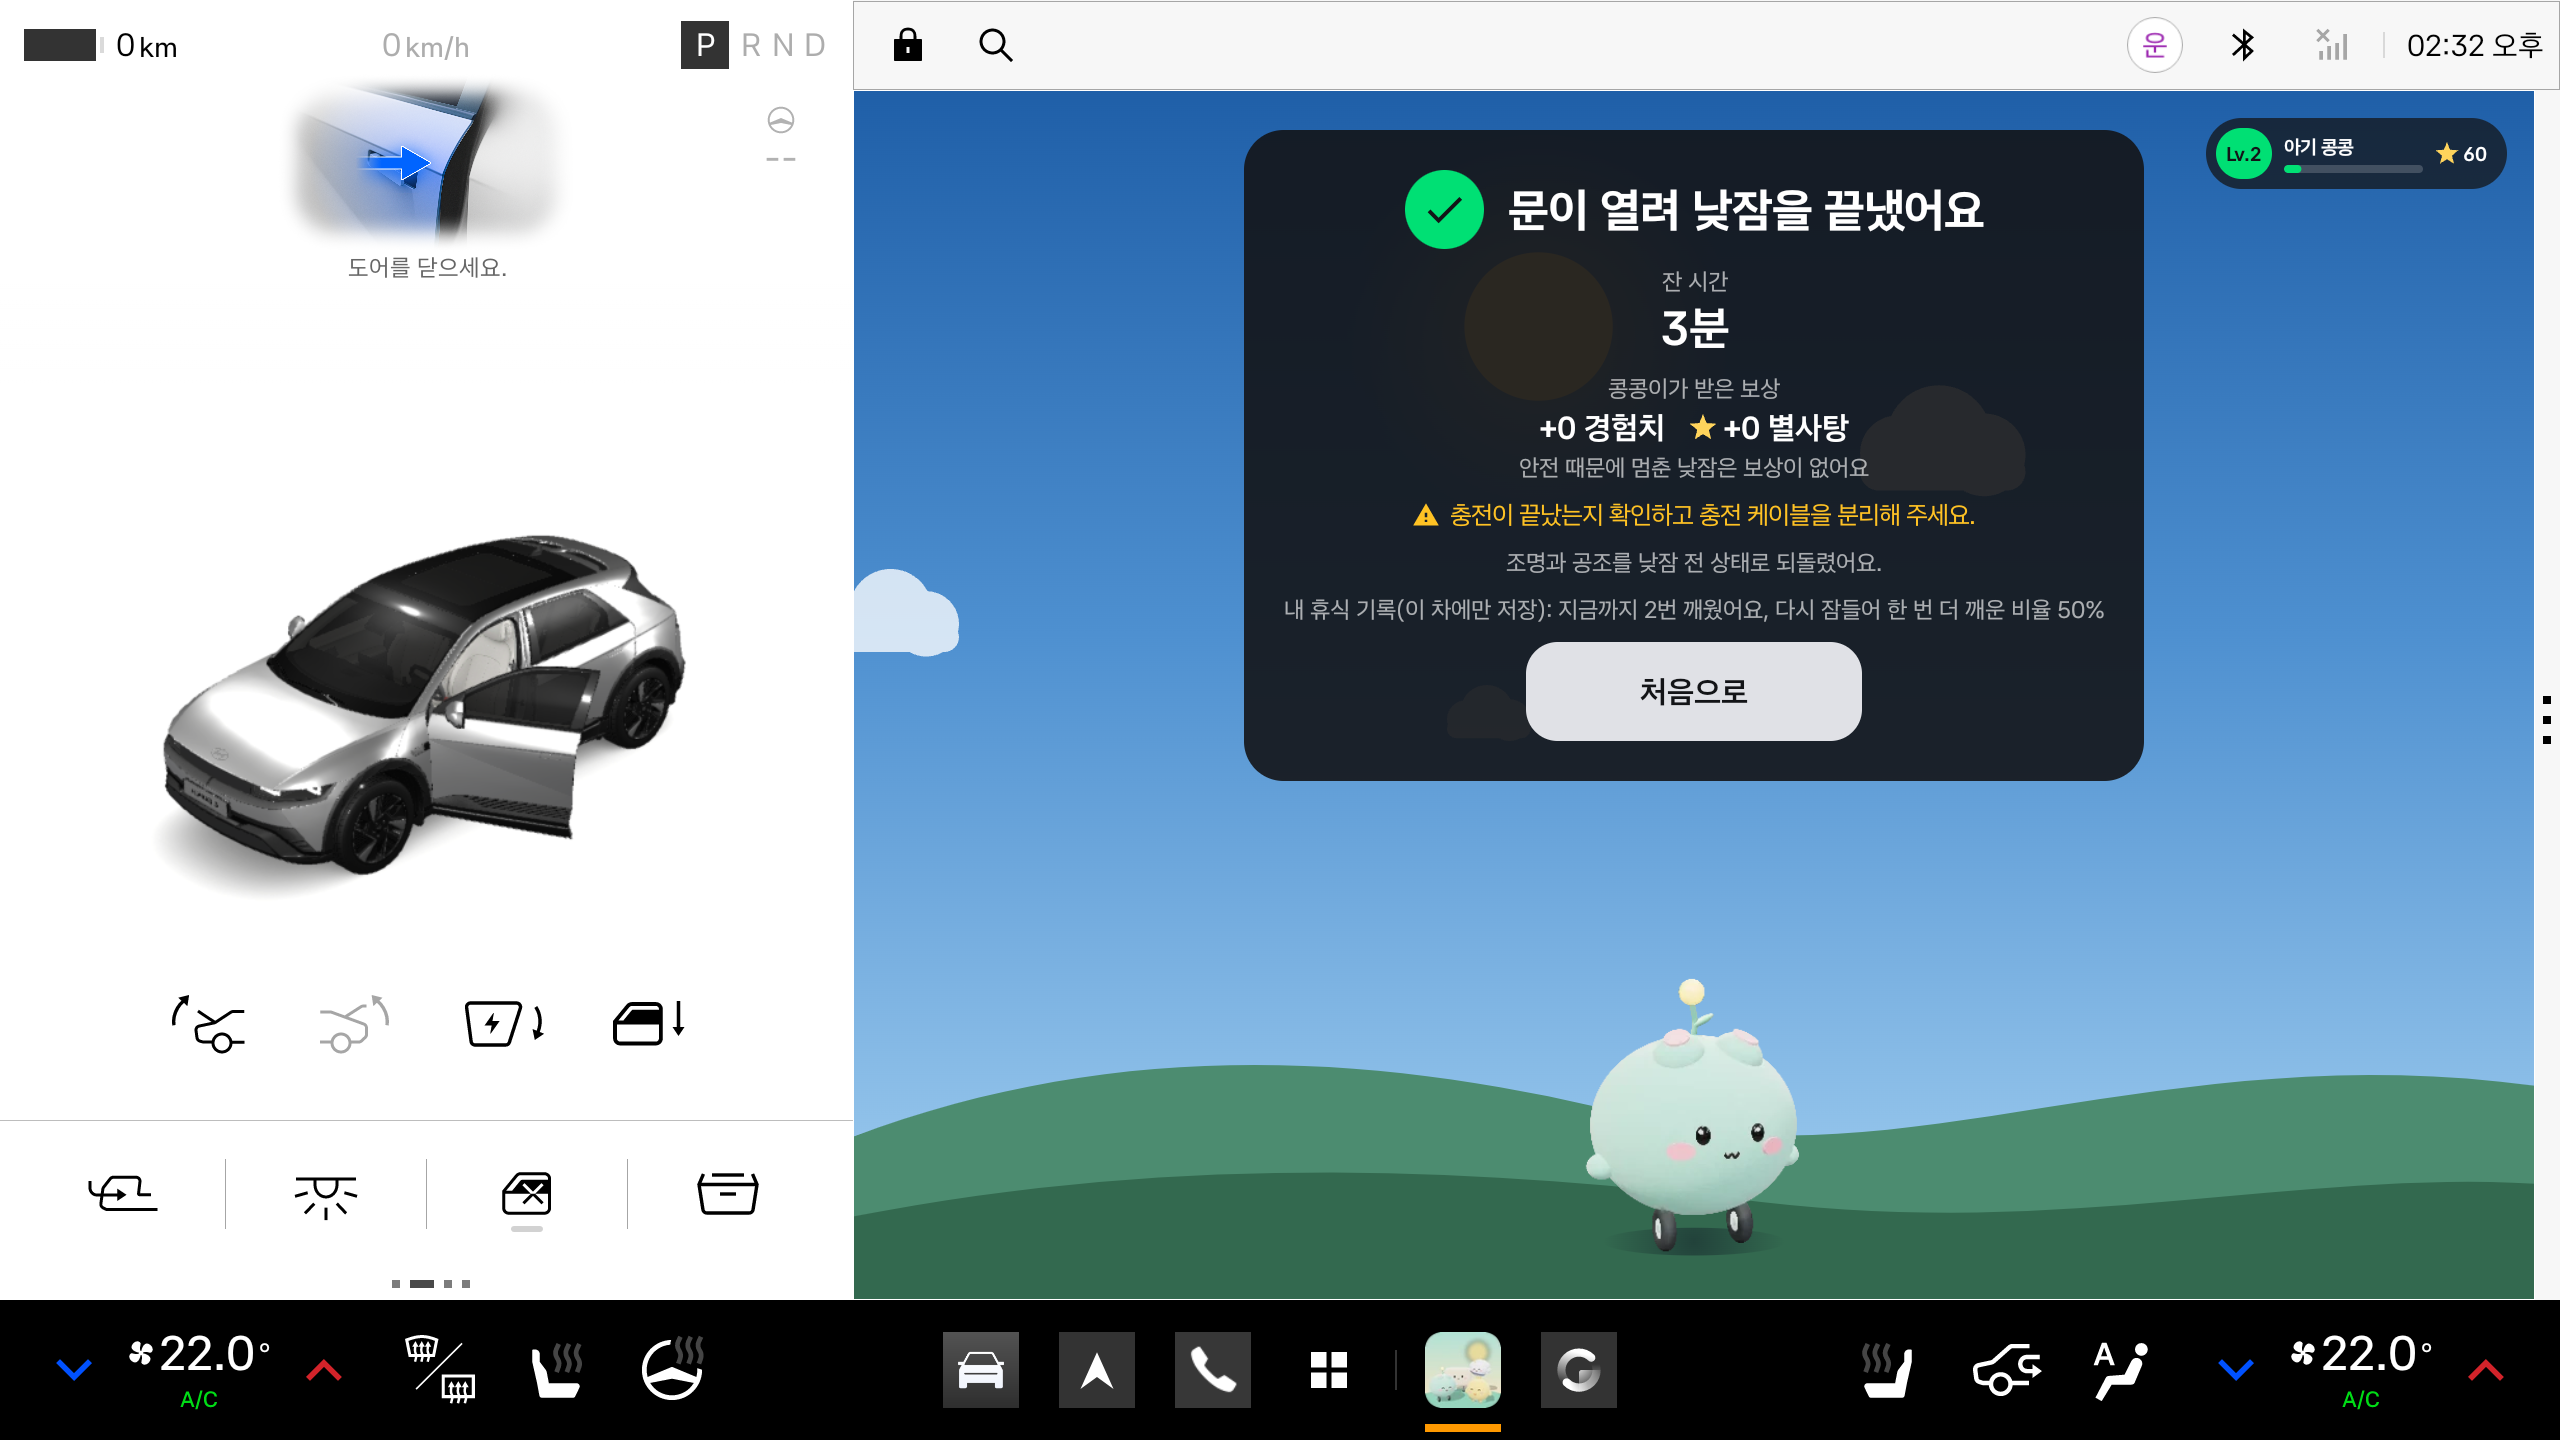 0 km
0 km/h
P R N D
도어를 닫으세요.
운
02:32 오후
Lv.2
아기 콩콩
60
문이 열려 낮잠을 끝냈어요
잔 시간
3분
콩콩이가 받은 보상
+0 경험치 +0 별사탕
안전 때문에 멈춘 낮잠은 보상이 없어요
충전이 끝났는지 확인하고 충전 케이블을 분리해 주세요.
조명과 공조를 낮잠 전 상태로 되돌렸어요.
내 휴식 기록(이 차에만 저장): 지금까지 2번 깨웠어요, 다시 잠들어 한 번 더 깨운 비율 50%
처음으로
22.0°
A/C
A
22.0°
A/C